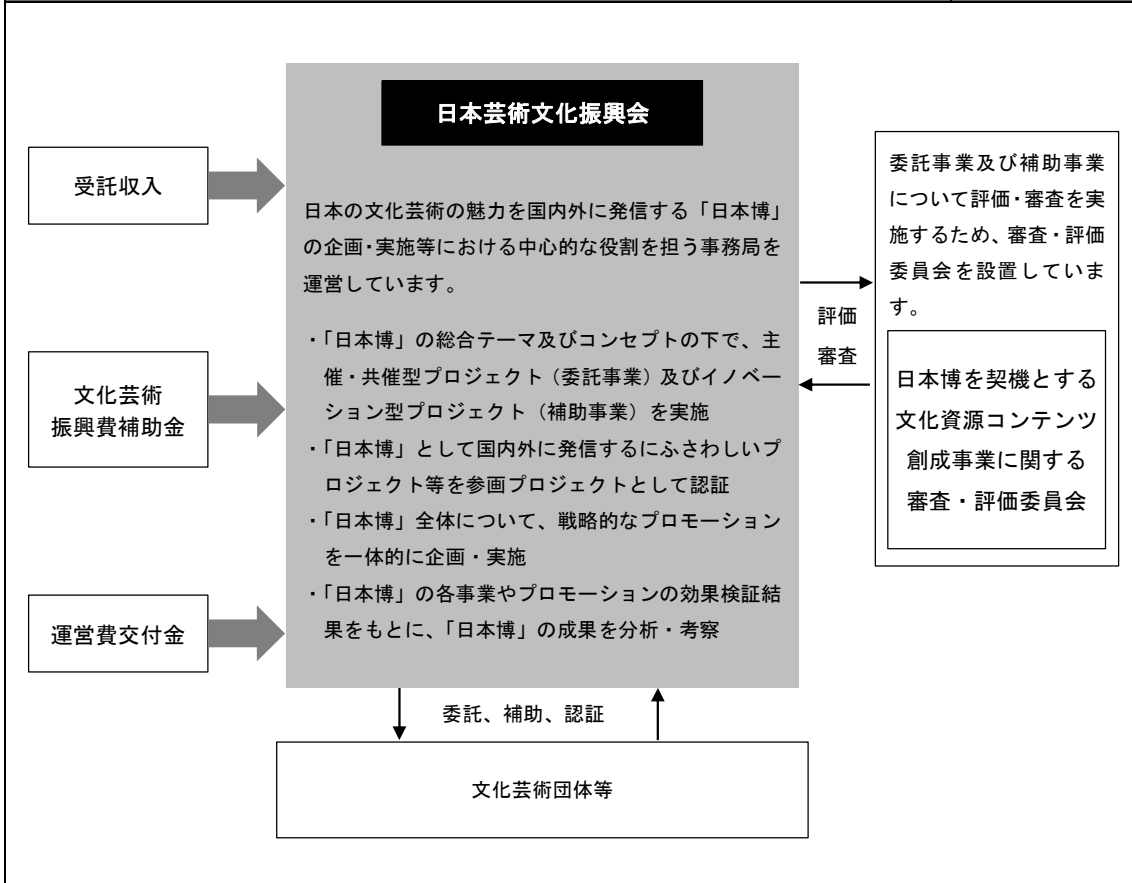 日本芸術文化振興会
受託収入
文化芸術
振興費補助金
運営費交付金
日本の文化芸術の魅力を国内外に発信する「日本博」
の企画・実施等における中心的な役割を担う事務局を
運営しています。
・「日本博」の総合テーマ及びコンセプトの下で、主
催・共催型プロジェクト（委託事業）及びイノベー
ション型プロジェクト（補助事業）を実施
・「日本博」として国内外に発信するにふさわしいプ
ロジェクト等を参画プロジェクトとして認証
・「日本博」全体について、戦略的なプロモーション
を一体的に企画・実施
・「日本博」の各事業やプロモーションの効果検証結
果をもとに、「日本博」の成果を分析・考察
評価
審査
委託事業及び補助事業
について評価・審査を実
施するため、審査・評価
委員会を設置していま
す。
日本博を契機とする
文化資源コンテンツ
創成事業に関する
審査・評価委員会
委託、補助、認証
文化芸術団体等